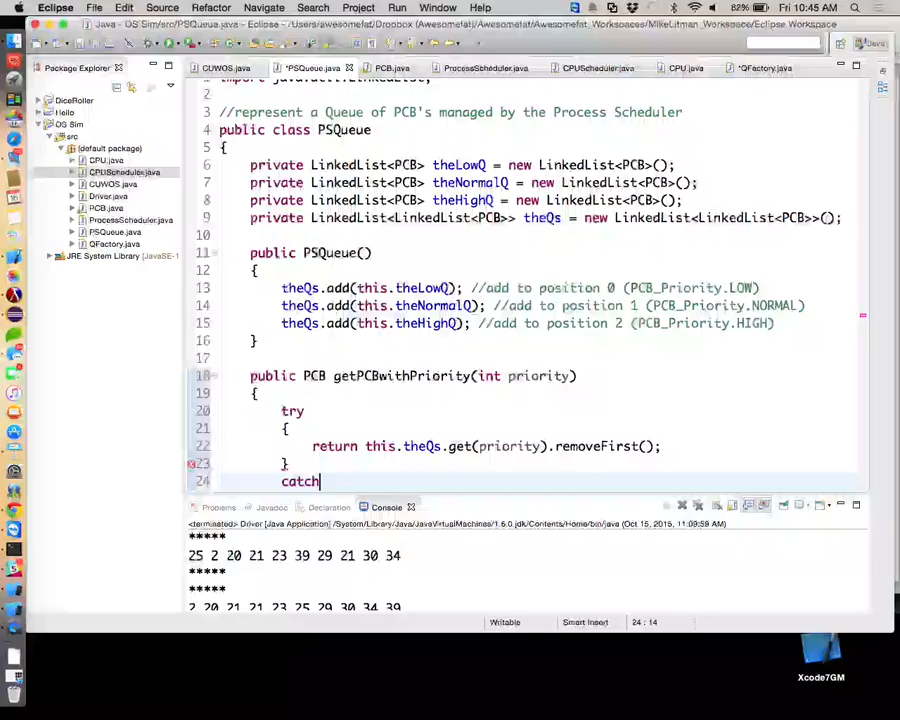 Eclipse File Edit Source Refactor Navigate Search Project Run Window Help 82% Fri 10:45 AM
Java - OS Sim/src/PSQueue.java - Eclipse - /Users/awesomefat/Dropbox (Awesomefat)/Awesomefat_Workspaces/MikeLitman_Workspace/Eclipse Workspace
Java
Package Explorer
CUWOS.java *PSQueue.java PCB.java ProcessScheduler.java CPUScheduler.java CPU.java *QFactory.java
DiceRoller
Hello
OS Sim
src
(default package)
CPU.java
CPUScheduler.java
CUWOS.java
Driver.java
PCB.java
ProcessScheduler.java
PSQueue.java
QFactory.java
JRE System Library [JavaSE-1
2
3 //represent a Queue of PCB's managed by the Process Scheduler
4 public class PSQueue
5 {
6 private LinkedList<PCB> theLowQ = new LinkedList<PCB>();
7 private LinkedList<PCB> theNormalQ = new LinkedList<PCB>();
8 private LinkedList<PCB> theHighQ = new LinkedList<PCB>();
9 private LinkedList<LinkedList<PCB>> theQs = new LinkedList<LinkedList<PCB>>();
10
11 public PSQueue()
12 {
13 theQs.add(this.theLowQ); //add to position 0 (PCB_Priority.LOW)
14 theQs.add(this.theNormalQ); //add to position 1 (PCB_Priority.NORMAL)
15 theQs.add(this.theHighQ); //add to position 2 (PCB_Priority.HIGH)
16 }
17
18 public PCB getPCBwithPriority(int priority)
19 {
20 try
21 {
22 return this.theQs.get(priority).removeFirst();
23 }
24 catch
Problems Javadoc Declaration Console
<terminated> Driver [Java Application] /System/Library/Java/JavaVirtualMachines/1.6.0.jdk/Contents/Home/bin/java (Oct 15, 2015, 11:09:59 AM)
*****
25 2 20 21 23 39 29 21 30 34
*****
*****
2 20 21 21 23 25 29 30 34 39
Writable Smart Insert 24 : 14
Xcode7GM